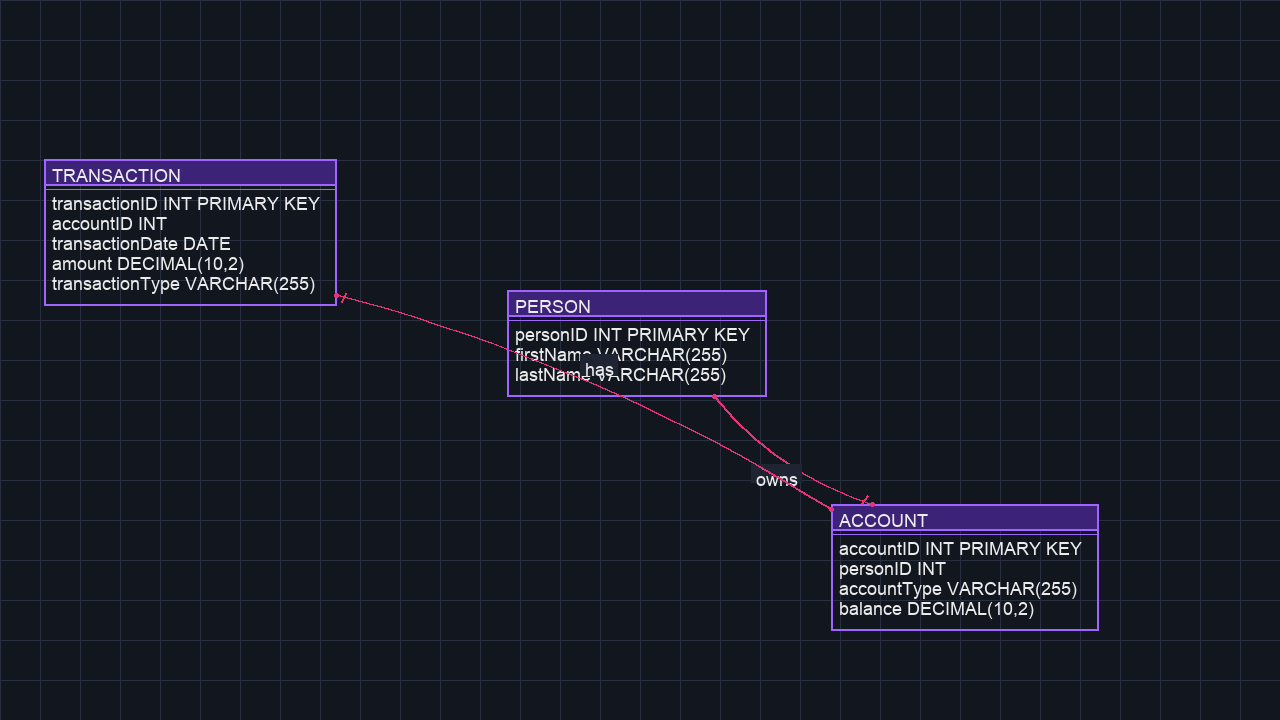 TRANSACTION
transactionID INT PRIMARY KEY
accountID INT
transactionDate DATE
amount DECIMAL(10,2)
transactionType VARCHAR(255)
PERSON
personID INT PRIMARY KEY
firstName VARCHAR(255)
lastName VARCHAR(255)
has
owns
ACCOUNT
accountID INT PRIMARY KEY
personID INT
accountType VARCHAR(255)
balance DECIMAL(10,2)